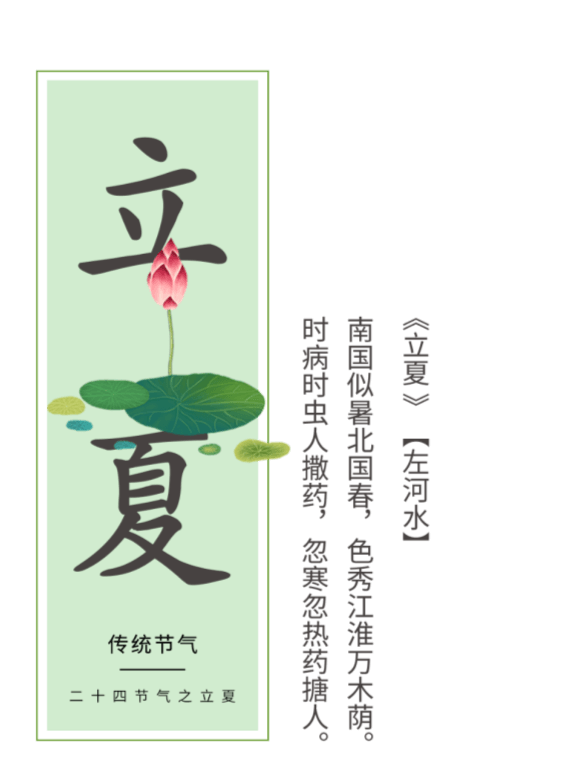 立夏
传统节气
二十四节气之立夏
《立夏》【左河水】
南国似暑北国春，色秀江淮万木荫。
时病时虫人撒药，忽寒忽热药搪人。